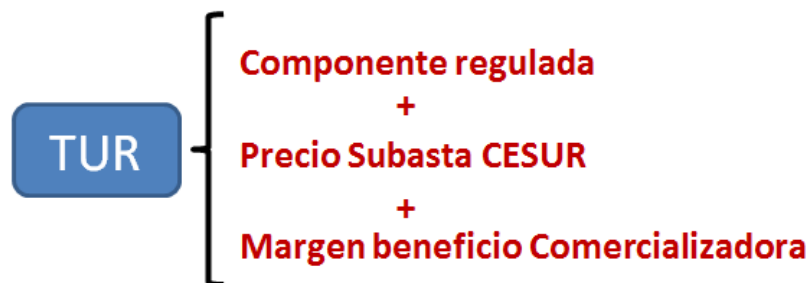 TUR
Componente regulada
+
Precio Subasta CESUR
+
Margen beneficio Comercializadora